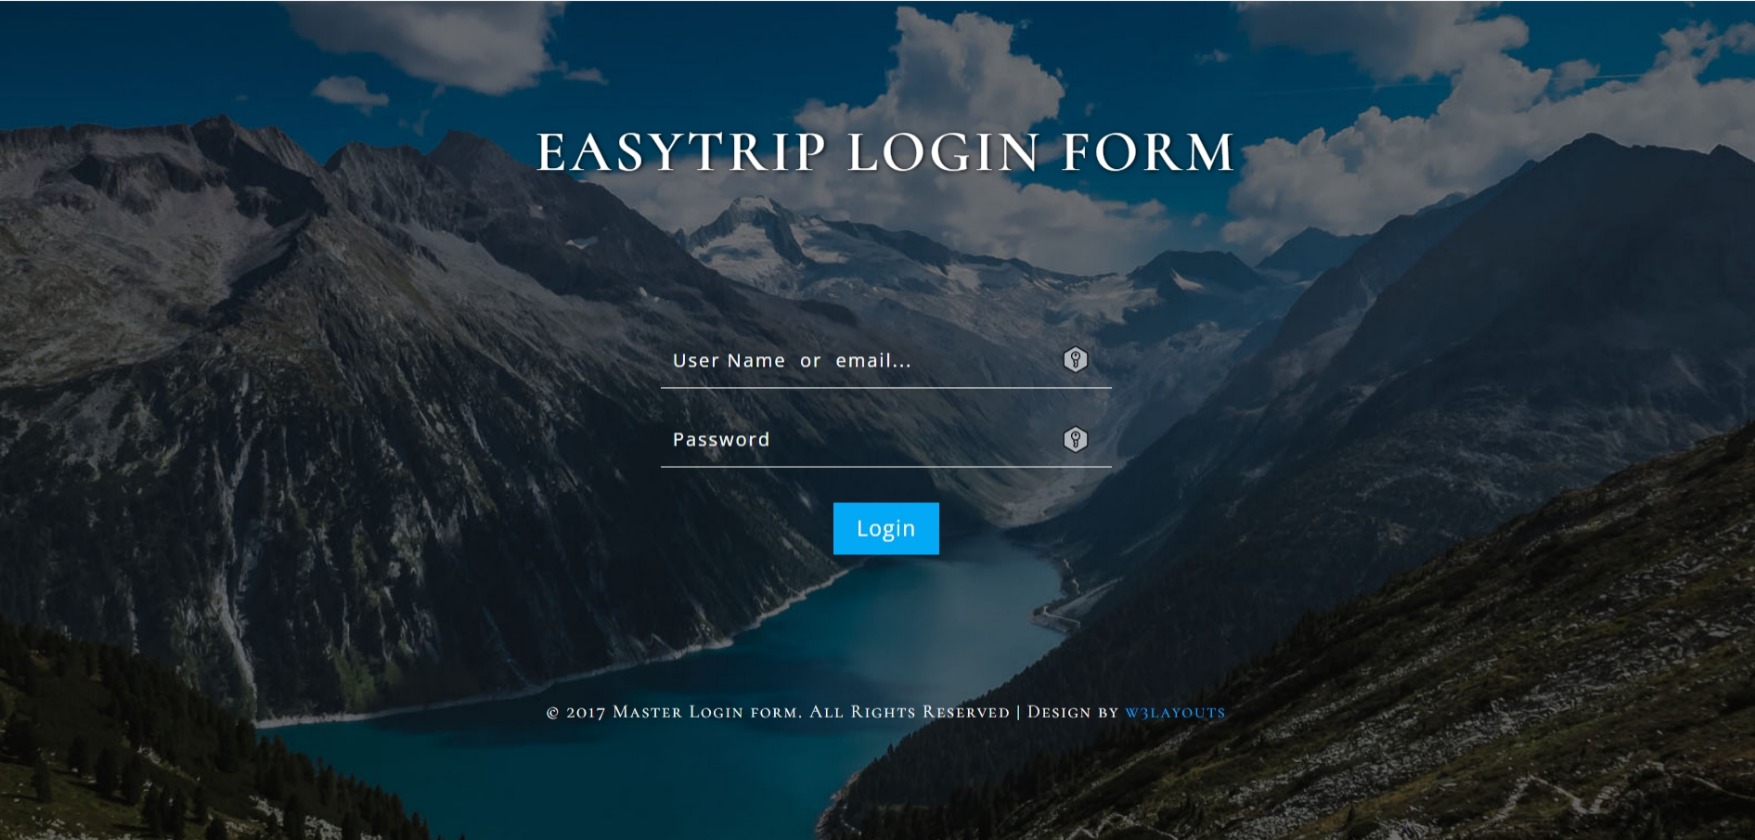 EASYTRIP LOGIN FORM
User Name or email...
Password
Login
© 2017 Master Login form. All Rights Reserved | Design by w3layouts